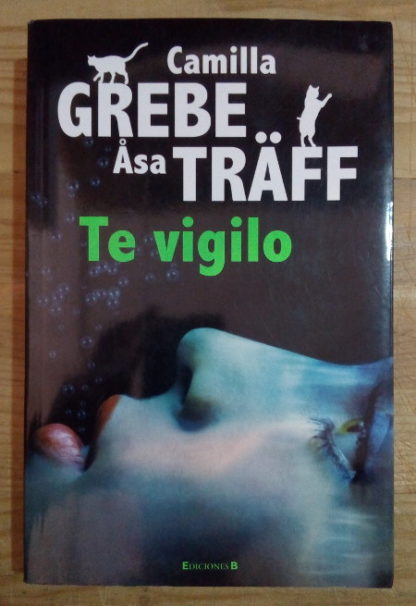 Camilla
GREBE
Åsa TRÄFF
Te vigilo
EDICIONES B